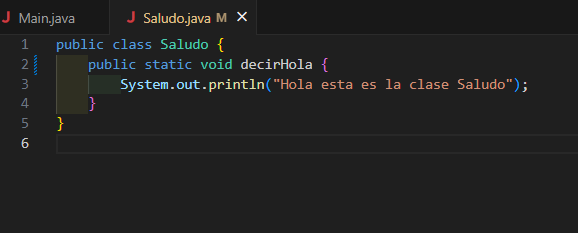 J Main.java J Saludo.java M ×
1 public class Saludo {
2 public static void decirHola {
3 System.out.println("Hola esta es la clase Saludo");
4 }
5 }
6